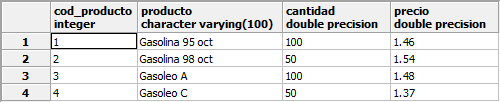 cod_producto producto cantidad precio
integer character varying(100) double precision double precision
1 1 Gasolina 95 oct 100 1.46
2 2 Gasolina 98 oct 50 1.54
3 3 Gasoleo A 100 1.48
4 4 Gasoleo C 50 1.37